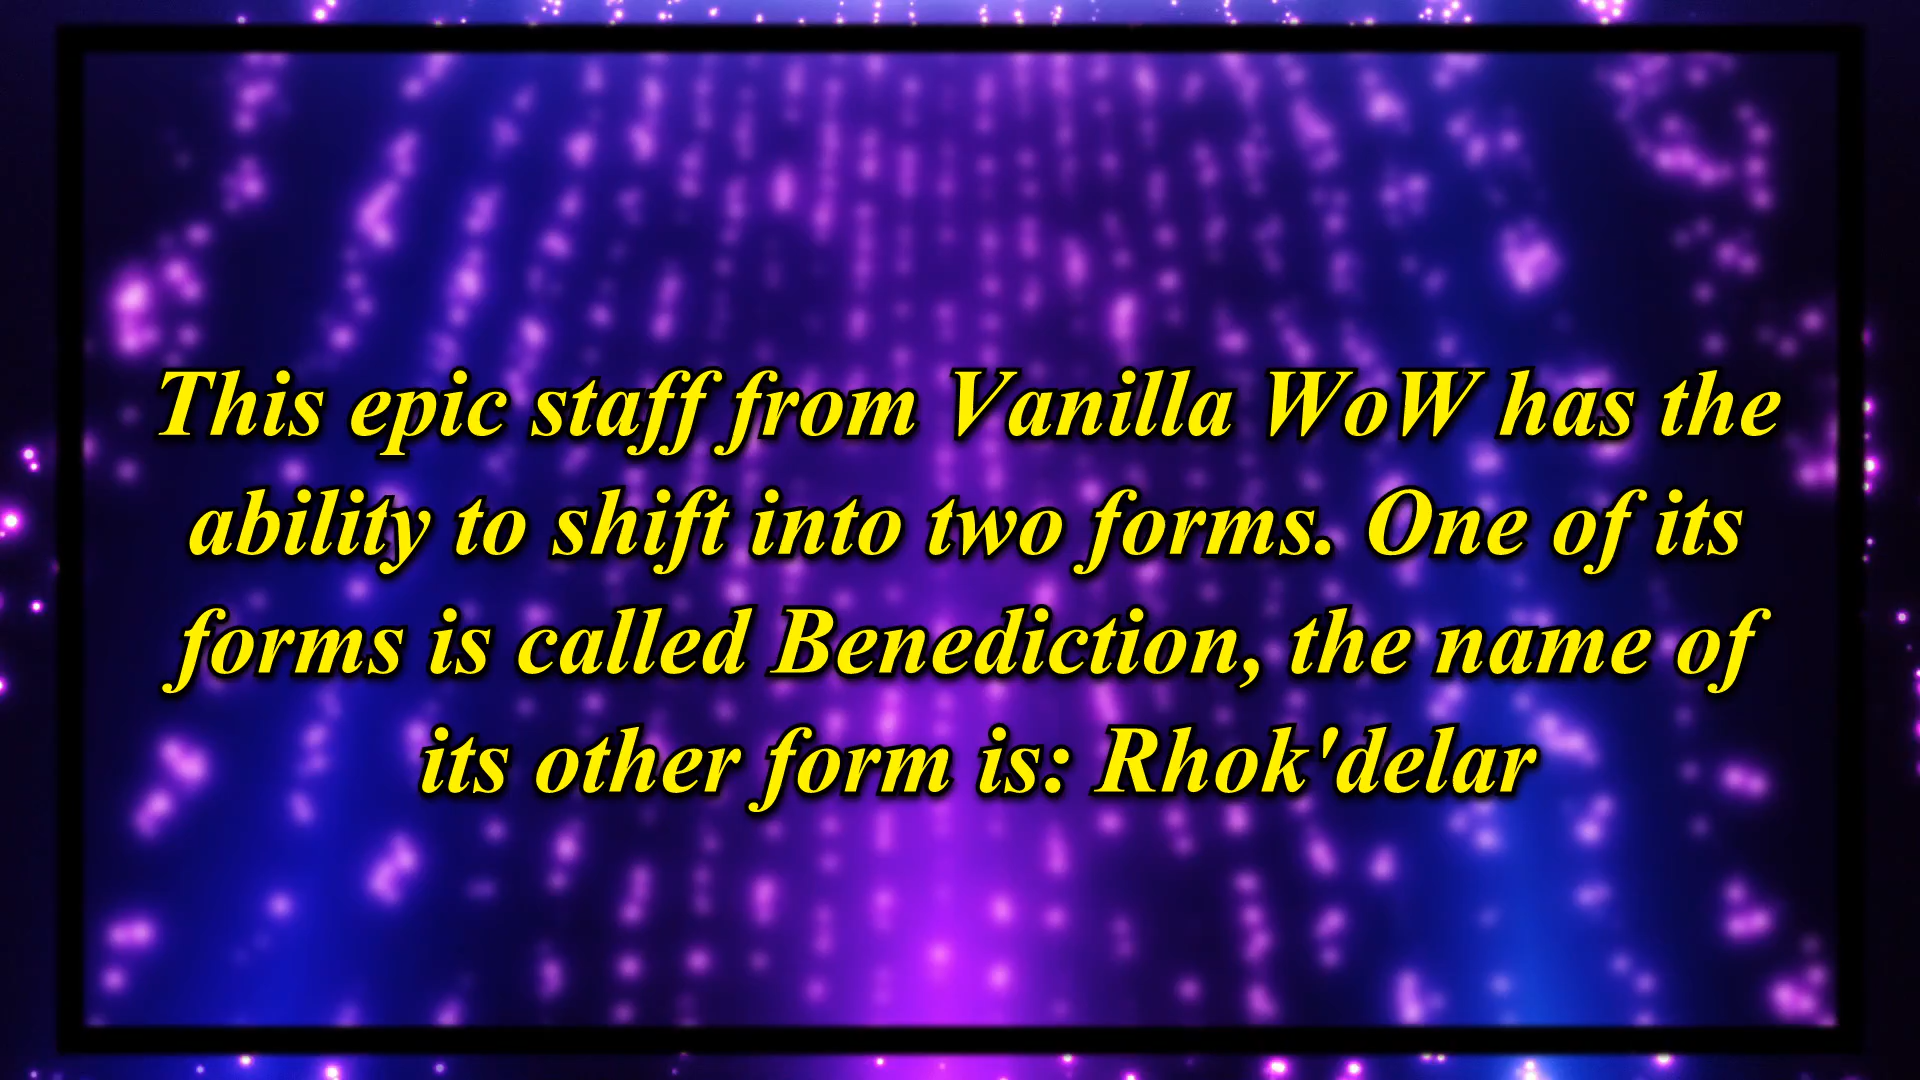 This epic staff from Vanilla WoW has the
ability to shift into two forms. One of its
forms is called Benediction, the name of
its other form is: Rhok'delar